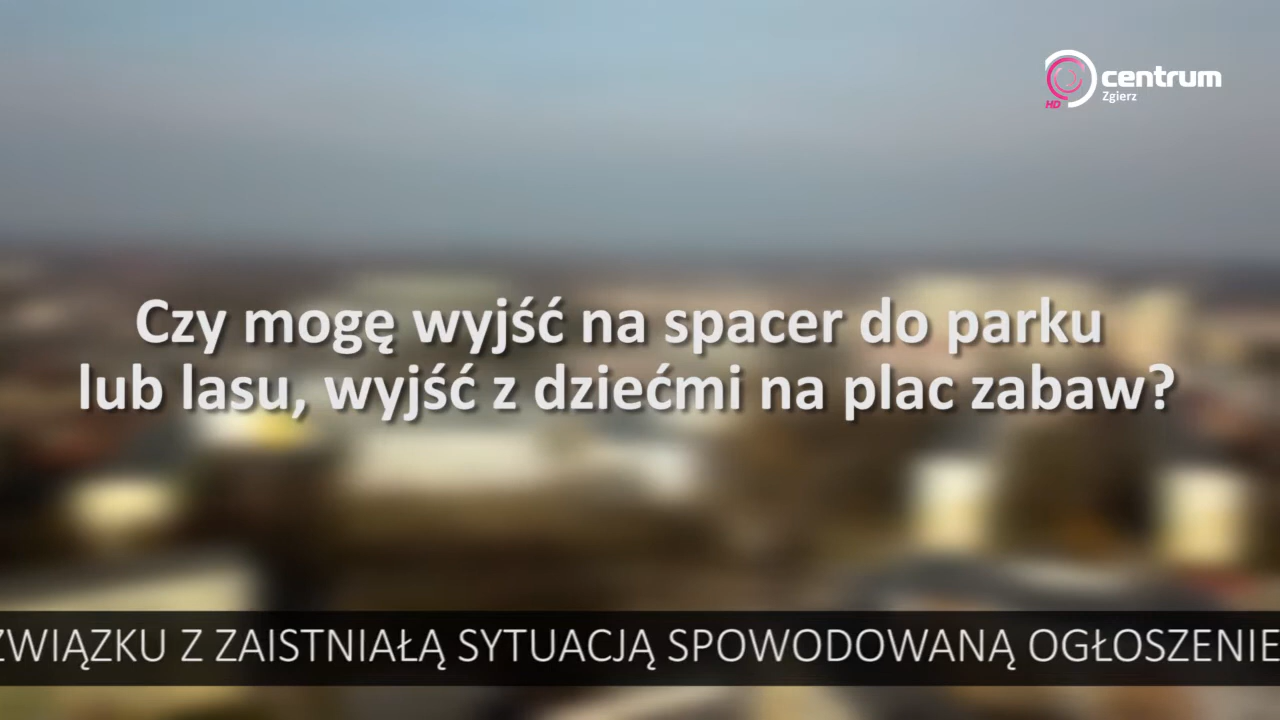 centrum
Zgierz
HD
Czy mogę wyjść na spacer do parku
lub lasu, wyjść z dziećmi na plac zabaw?
ZWIĄZKU Z ZAISTNIAŁĄ SYTUACJĄ SPOWODOWANĄ OGŁOSZENIE